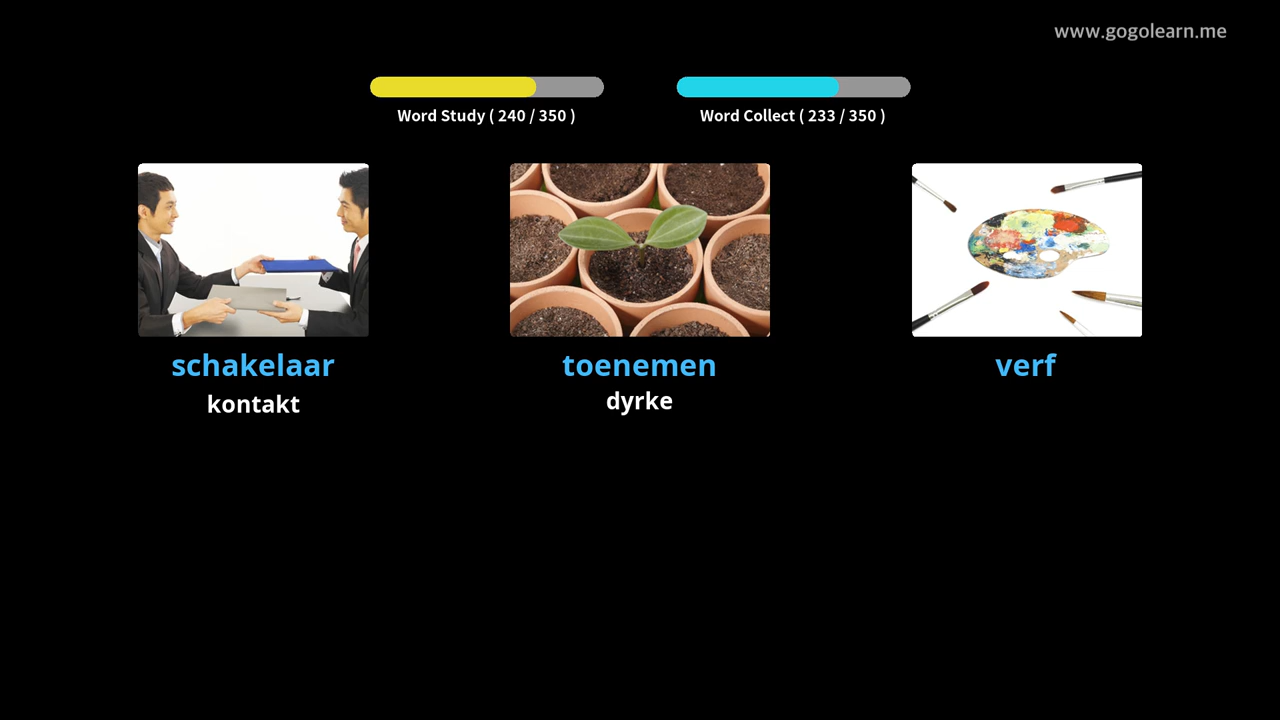 www.gogolearn.me
Word Study ( 240 / 350 )
Word Collect ( 233 / 350 )
schakelaar
kontakt
toenemen
dyrke
verf